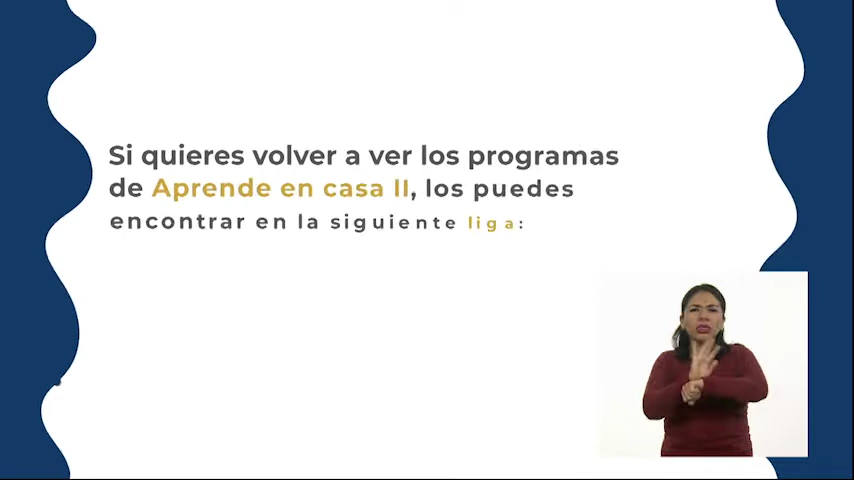 Si quieres volver a ver los programas
de Aprende en casa II, los puedes
encontrar en la siguiente liga: